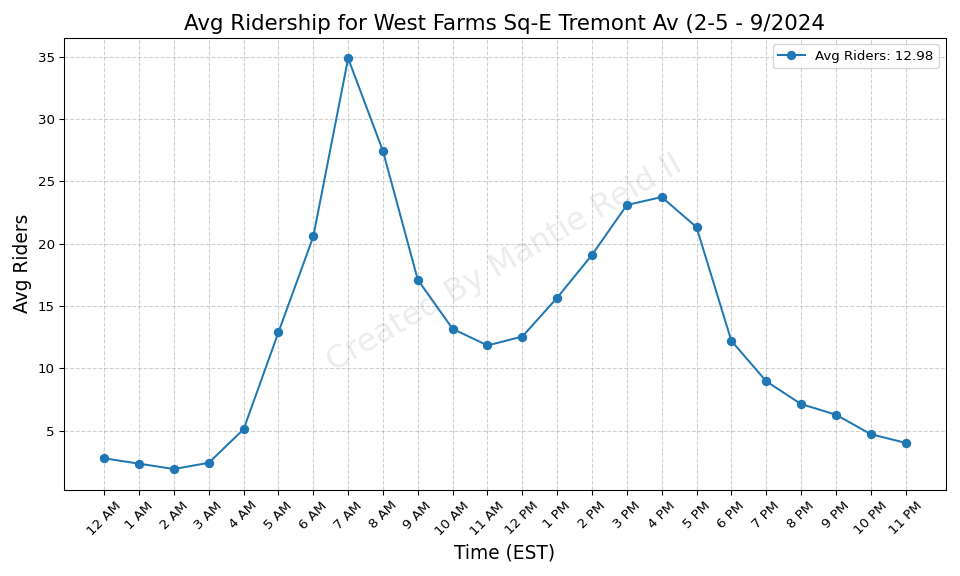 Avg Ridership for West Farms Sq-E Tremont Av (2-5 - 9/2024
Avg Riders: 12.98
35
30
25
20
15
10
5
Avg Riders
Created By Mantie Reid II
12 AM
1 AM
2 AM
3 AM
4 AM
5 AM
6 AM
7 AM
8 AM
9 AM
10 AM
11 AM
12 PM
1 PM
2 PM
3 PM
4 PM
5 PM
6 PM
7 PM
8 PM
9 PM
10 PM
11 PM
Time (EST)